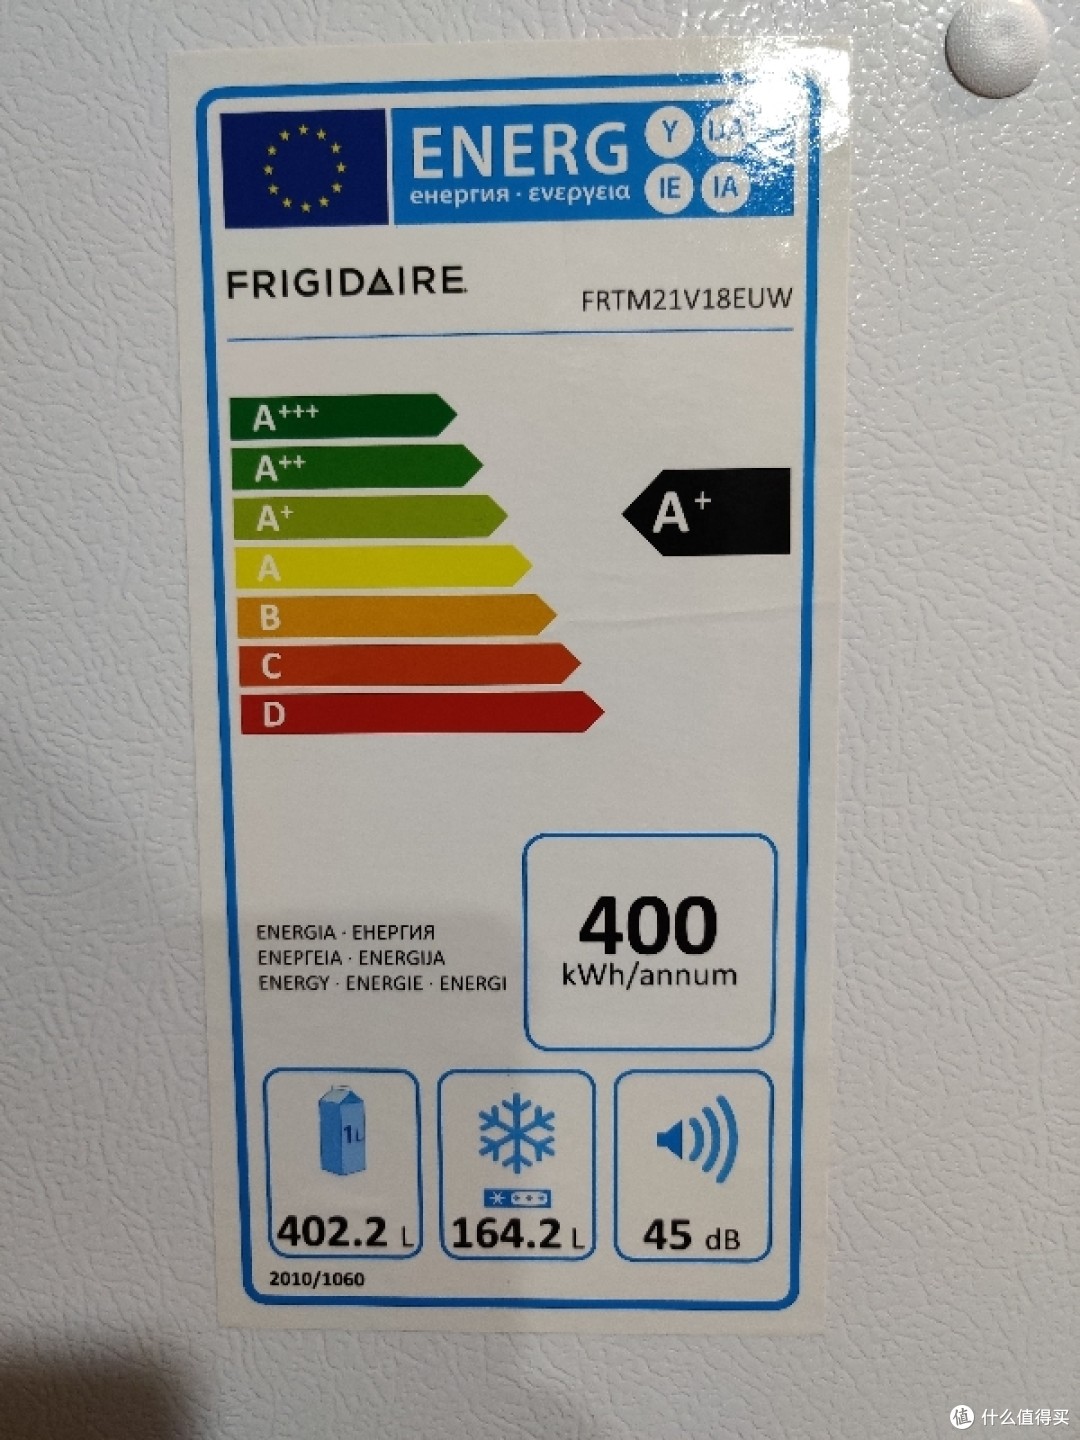 ENERG Y IJA
енергия · ενεργεια IE IA
FRIGIDAIRE
FRTM21V18EUW
A+++
A++
A+
A+
A
B
C
D
400
kWh/annum
ENERGIA · ЕНЕРГИЯ
ΕΝΕΡΓΕΙΑ · ENERGIJA
ENERGY · ENERGIE · ENERGI
1L
402.2 L
164.2 L
45 dB
2010/1060
值 什么值得买